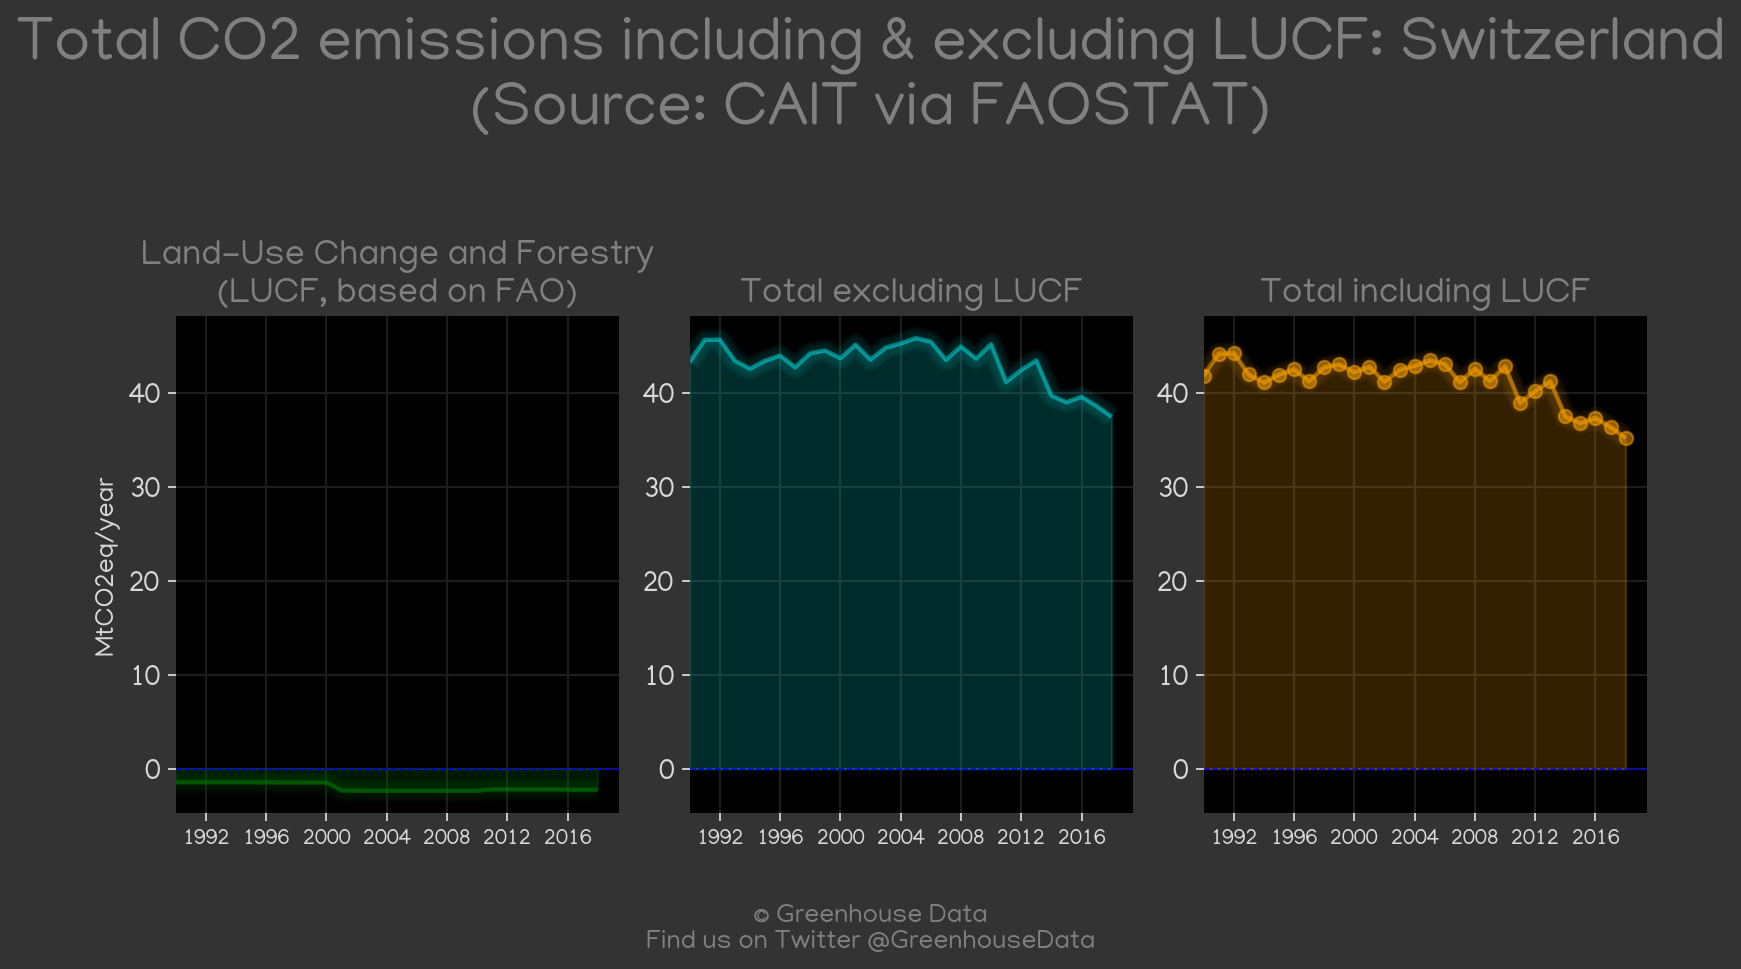 Total CO2 emissions including & excluding LUCF: Switzerland
(Source: CAIT via FAOSTAT)
Land-Use Change and Forestry
(LUCF, based on FAO)
Total excluding LUCF
Total including LUCF
MtCO2eq/year
40
30
20
10
0
1992 1996 2000 2004 2008 2012 2016
40
30
20
10
0
1992 1996 2000 2004 2008 2012 2016
40
30
20
10
0
1992 1996 2000 2004 2008 2012 2016
© Greenhouse Data
Find us on Twitter @GreenhouseData